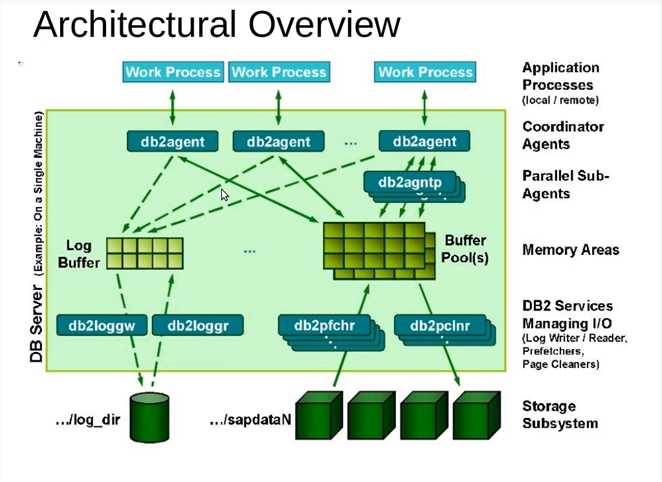 Architectural Overview
Work Process
Work Process
Work Process
Application
Processes
(local / remote)
db2agent
db2agent
...
db2agent
Coordinator
Agents
db2agntp
Parallel Sub-
Agents
Log
Buffer
...
Buffer
Pool(s)
Memory Areas
DB Server (Example: On a Single Machine)
db2loggw
db2loggr
db2pfchr
db2pclnr
DB2 Services
Managing I/O
(Log Writer / Reader,
Prefetchers,
Page Cleaners)
.../log_dir
.../sapdataN
Storage
Subsystem